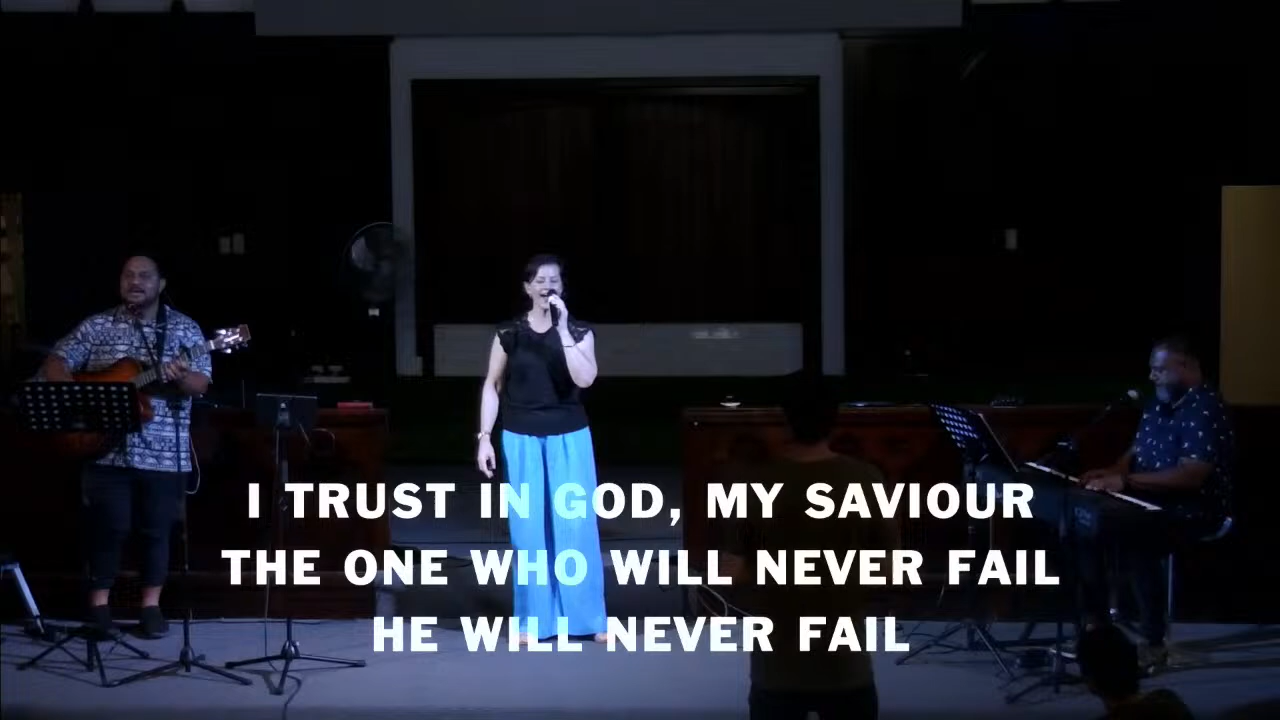 I TRUST IN GOD, MY SAVIOUR
THE ONE WHO WILL NEVER FAIL
HE WILL NEVER FAIL